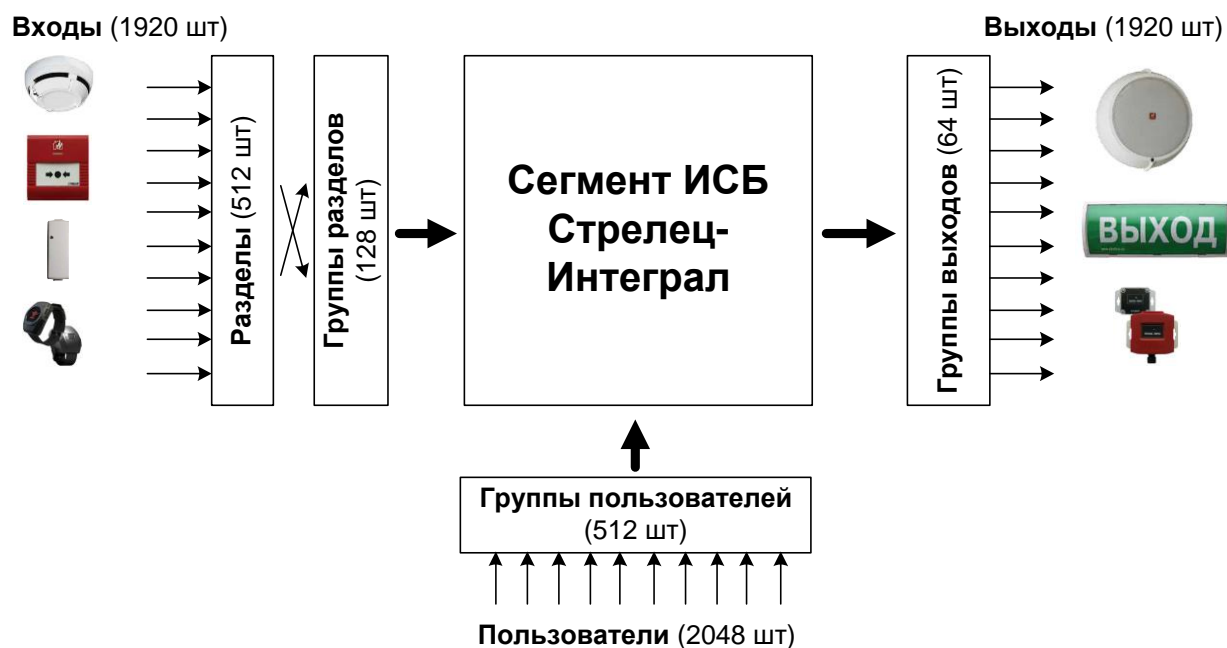 Входы (1920 шт)
Выходы (1920 шт)
Разделы (512 шт)
Группы разделов
(128 шт)
Сегмент ИСБ
Стрелец-
Интеграл
Группы выходов (64 шт)
ВЫХОД
Группы пользователей
(512 шт)
Пользователи (2048 шт)